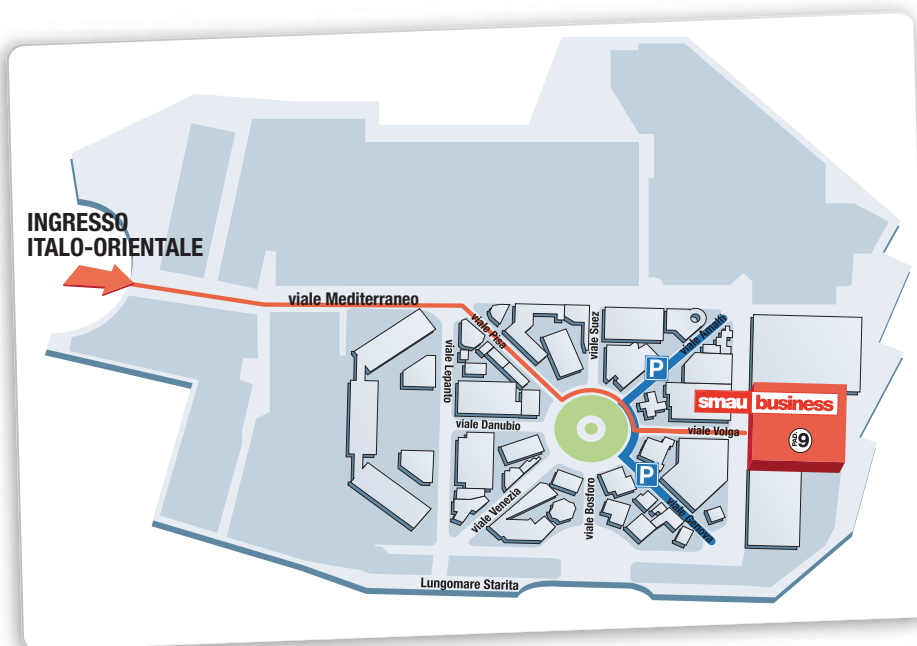 INGRESSO
ITALO-ORIENTALE
viale Mediterraneo
viale Pisa
viale Suez
viale Amalfi
viale Lepanto
P
smau business
viale Danubio
viale Volga
PAD. 9
P
viale Venezia
viale Bosforo
viale Genova
Lungomare Starita